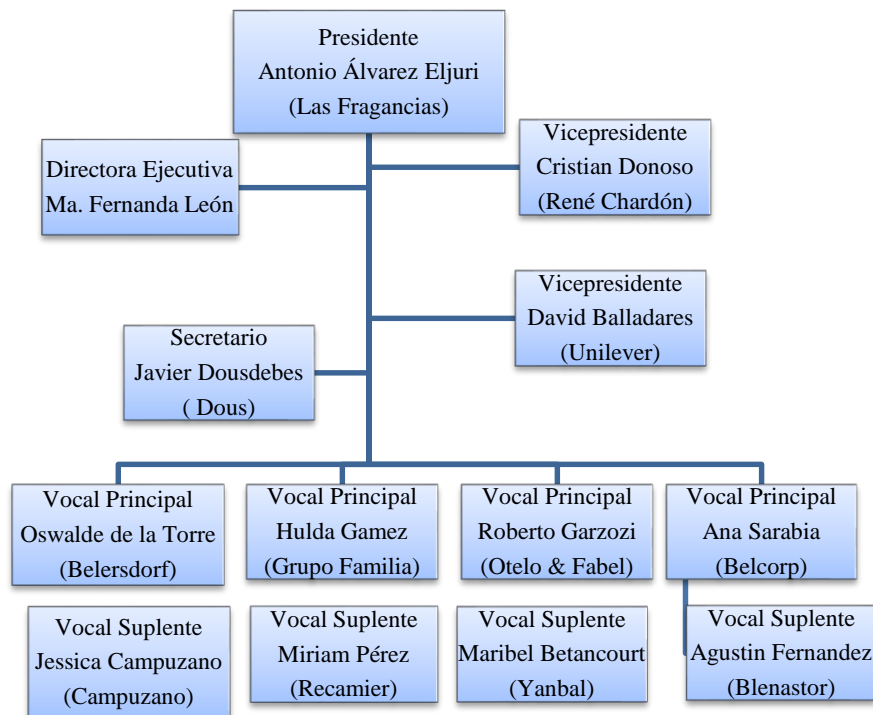 Presidente
Antonio Álvarez Eljuri
(Las Fragancias)
Vicepresidente
Cristian Donoso
(René Chardón)
Directora Ejecutiva
Ma. Fernanda León
Vicepresidente
David Balladares
(Unilever)
Secretario
Javier Dousdebes
( Dous)
Vocal Principal
Oswalde de la Torre
(Belersdorf)
Vocal Principal
Hulda Gamez
(Grupo Familia)
Vocal Principal
Roberto Garzozi
(Otelo & Fabel)
Vocal Principal
Ana Sarabia
(Belcorp)
Vocal Suplente
Jessica Campuzano
(Campuzano)
Vocal Suplente
Miriam Pérez
(Recamier)
Vocal Suplente
Maribel Betancourt
(Yanbal)
Vocal Suplente
Agustin Fernandez
(Blenastor)